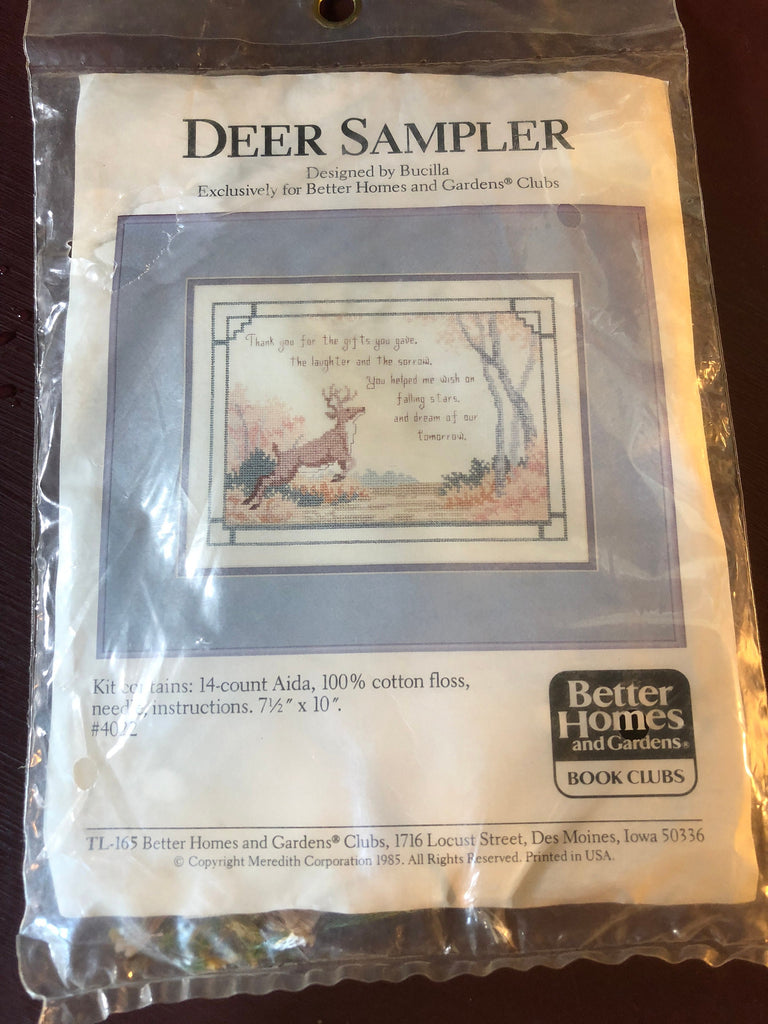 DEER SAMPLER
Designed by Bucilla
Exclusively for Better Homes and Gardens® Clubs
Thank you for the gifts you gave,
the laughter and the sorrow,
You helped me wish on
falling stars,
and dream of our
tomorrow.
Kit contains: 14-count Aida, 100% cotton floss,
needle, instructions. 7½" x 10".
Better
Homes
and Gardens®
BOOK CLUBS
TL-165 Better Homes and Gardens® Clubs, 1716 Locust Street, Des Moines, Iowa 50336
© Copyright Meredith Corporation 1985. All Rights Reserved. Printed in USA.